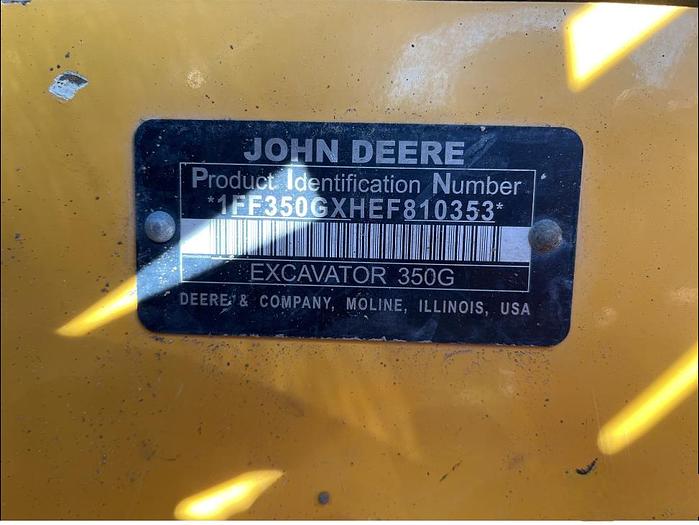 JOHN DEERE
Product Identification Number
*1FF350GXHEF810353*
EXCAVATOR 350G
DEERE & COMPANY, MOLINE, ILLINOIS, USA